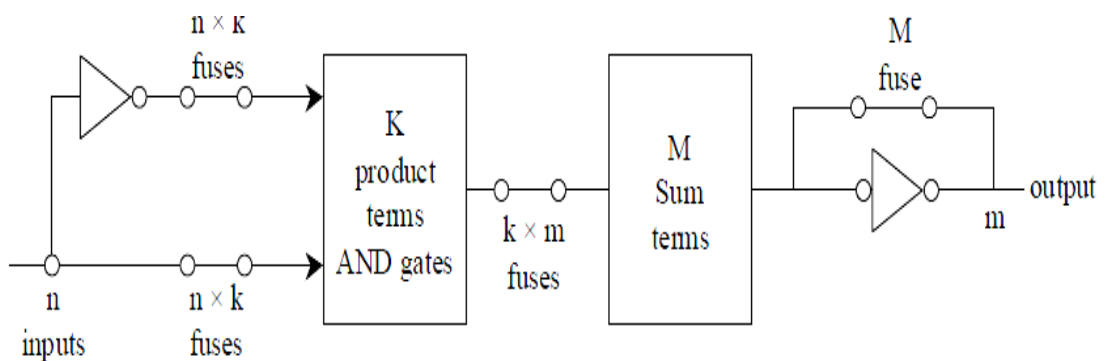 n × k
fuses
K
product
terms
AND gates
n
inputs
n × k
fuses
k × m
fuses
M
Sum
terms
M
fuse
m
output